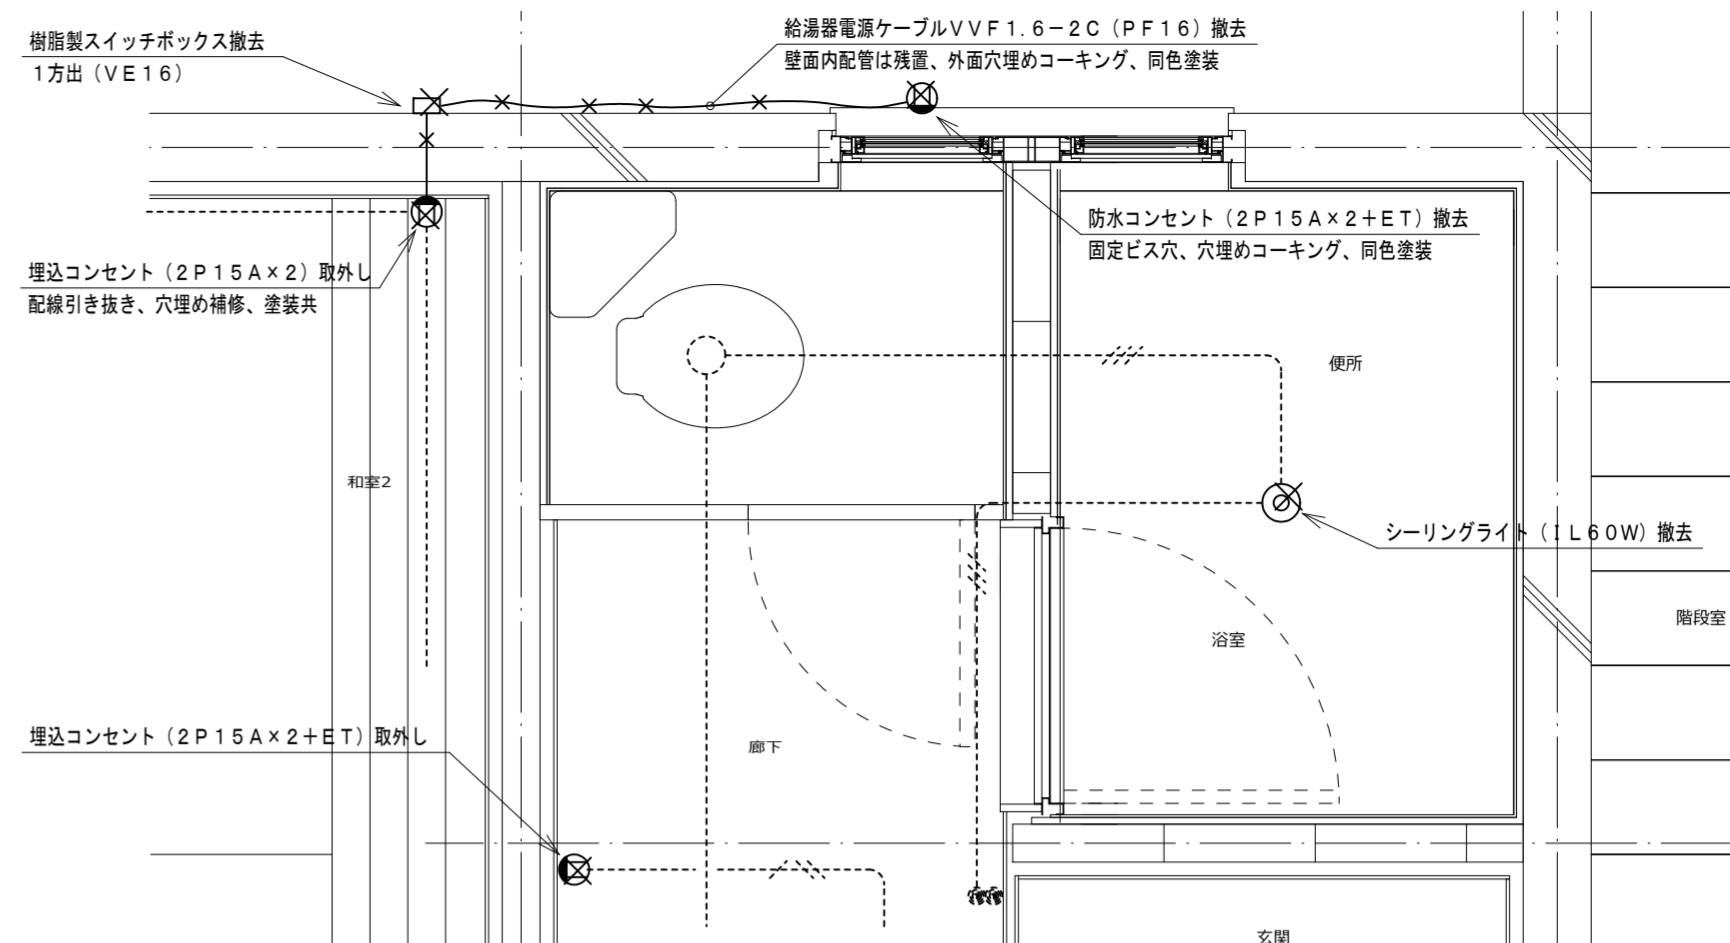 樹脂製スイッチボックス撤去
1方出（VE16）
給湯器電源ケーブルVVF1.6－2C（PF16）撤去
壁面内配管は残置、外面穴埋めコーキング、同色塗装
防水コンセント（2P15A×2＋ET）撤去
固定ビス穴、穴埋めコーキング、同色塗装
埋込コンセント（2P15A×2）取外し
配線引き抜き、穴埋め補修、塗装共
便所
和室2
シーリングライト（IL60W）撤去
階段室
浴室
埋込コンセント（2P15A×2＋ET）取外し
廊下
玄関